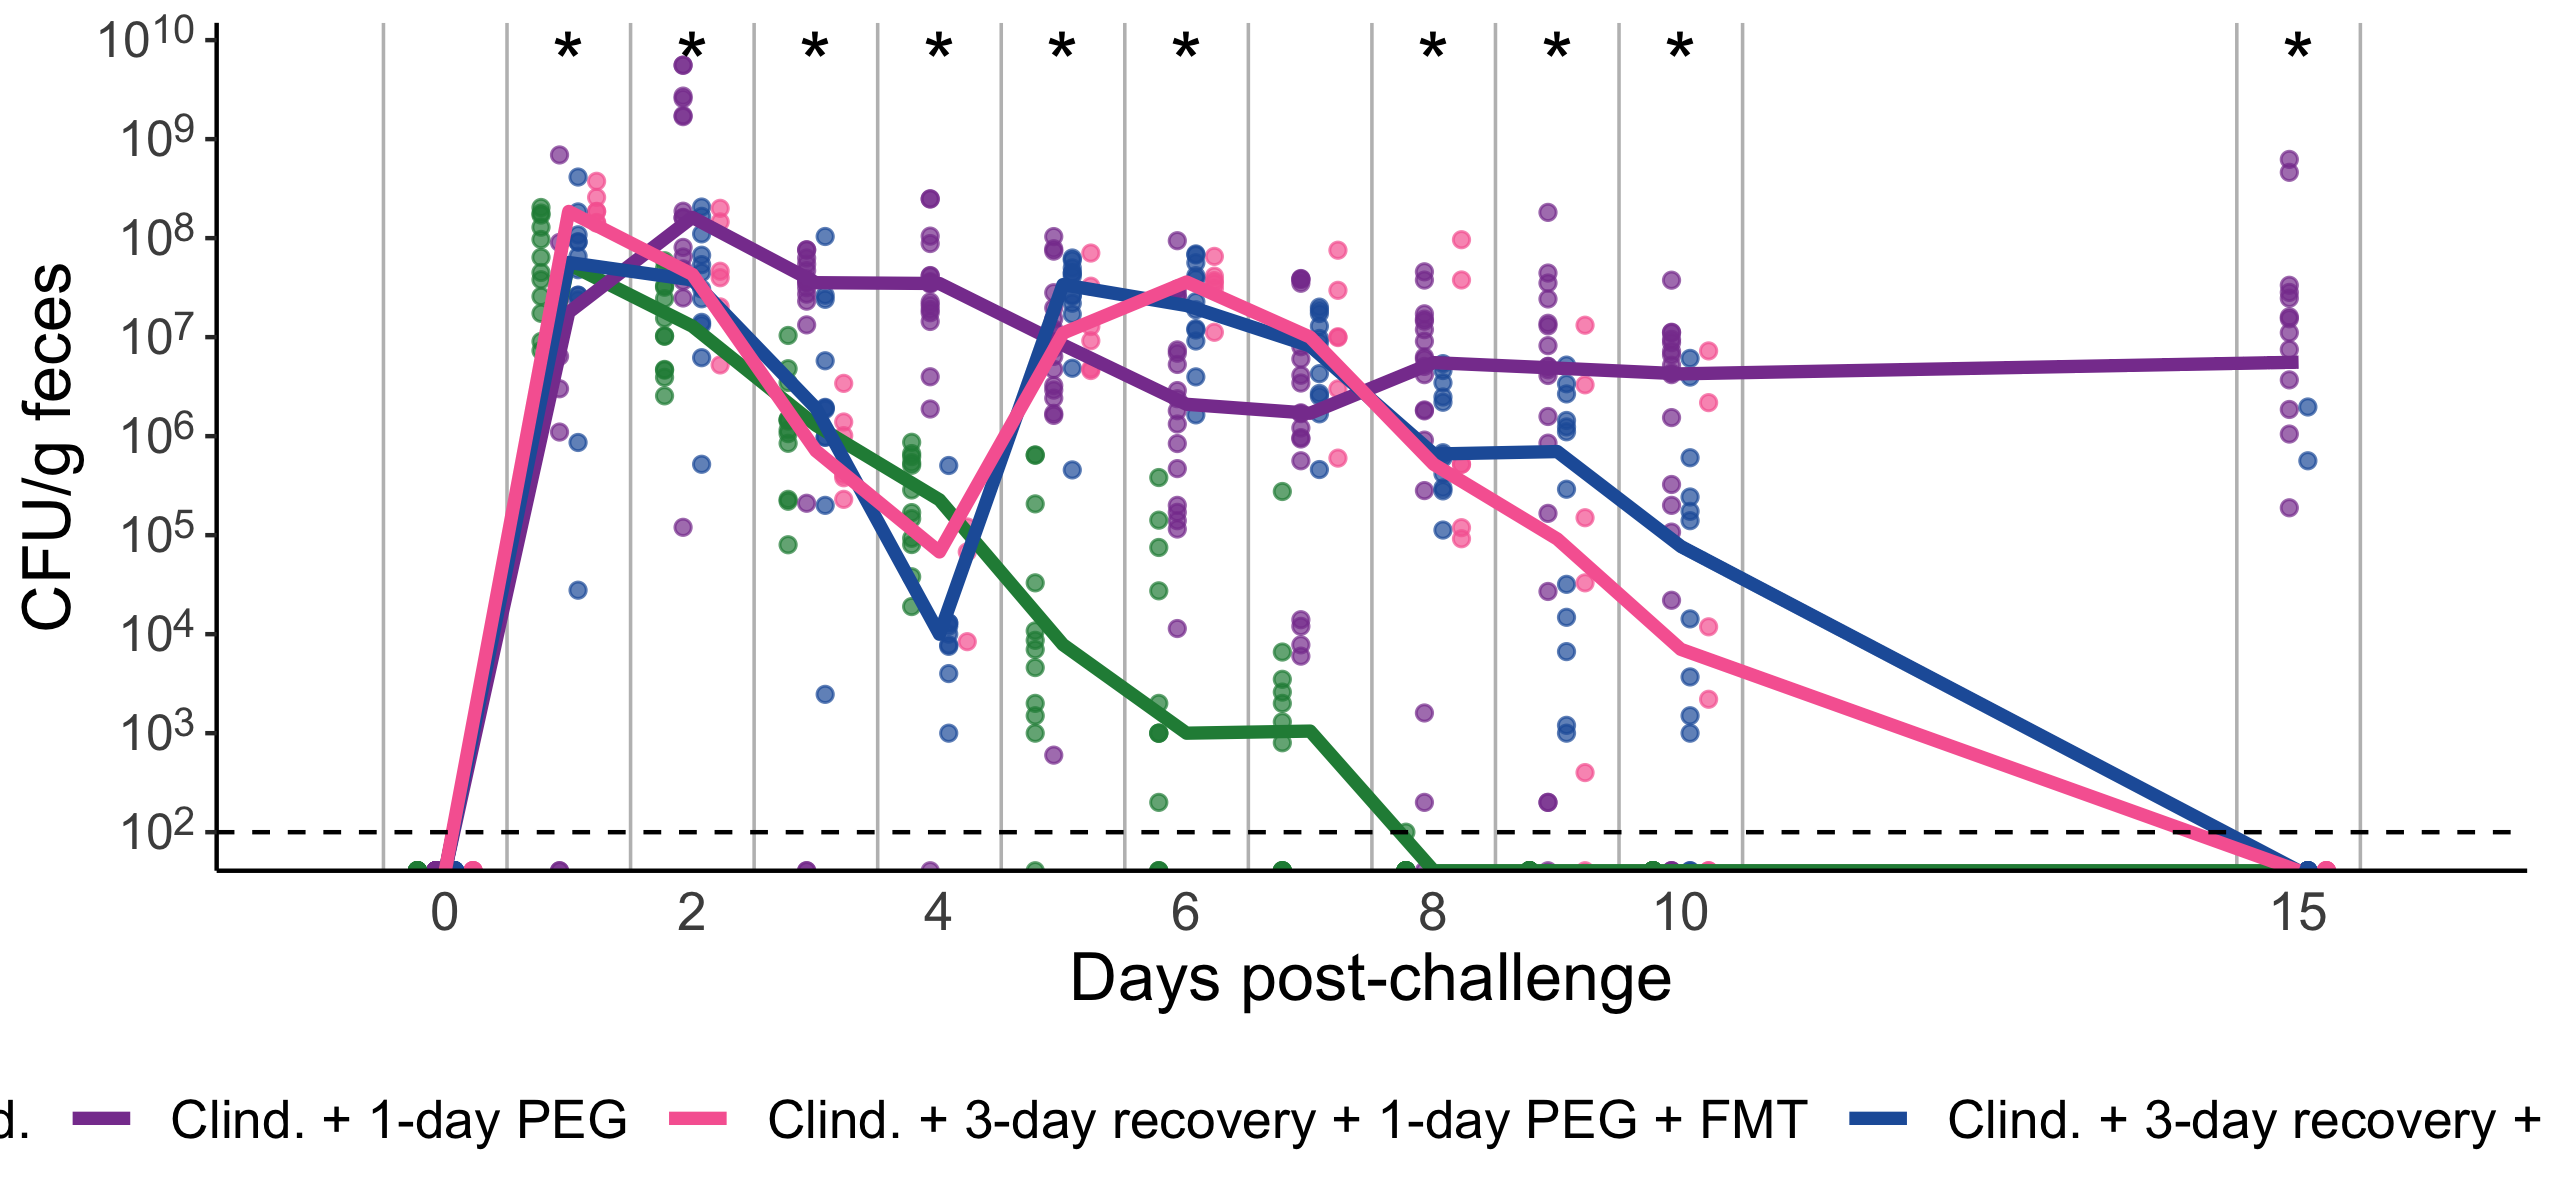 * * * * * * * * * *
10¹⁰
10⁹
10⁸
10⁷
10⁶
10⁵
10⁴
10³
10²
CFU/g feces
0 2 4 6 8 10 15
Days post-challenge
d. Clind. + 1-day PEG Clind. + 3-day recovery + 1-day PEG + FMT Clind. + 3-day recovery +